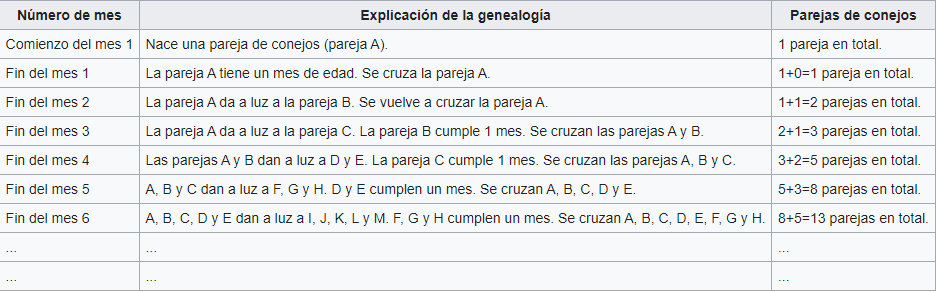 Número de mes Explicación de la genealogía Parejas de conejos
Comienzo del mes 1 Nace una pareja de conejos (pareja A). 1 pareja en total.
Fin del mes 1 La pareja A tiene un mes de edad. Se cruza la pareja A. 1+0=1 pareja en total.
Fin del mes 2 La pareja A da a luz a la pareja B. Se vuelve a cruzar la pareja A. 1+1=2 parejas en total.
Fin del mes 3 La pareja A da a luz a la pareja C. La pareja B cumple 1 mes. Se cruzan las parejas A y B. 2+1=3 parejas en total.
Fin del mes 4 Las parejas A y B dan a luz a D y E. La pareja C cumple 1 mes. Se cruzan las parejas A, B y C. 3+2=5 parejas en total.
Fin del mes 5 A, B y C dan a luz a F, G y H. D y E cumplen un mes. Se cruzan A, B, C, D y E. 5+3=8 parejas en total.
Fin del mes 6 A, B, C, D y E dan a luz a I, J, K, L y M. F, G y H cumplen un mes. Se cruzan A, B, C, D, E, F, G y H. 8+5=13 parejas en total.
... ... ...
... ... ...